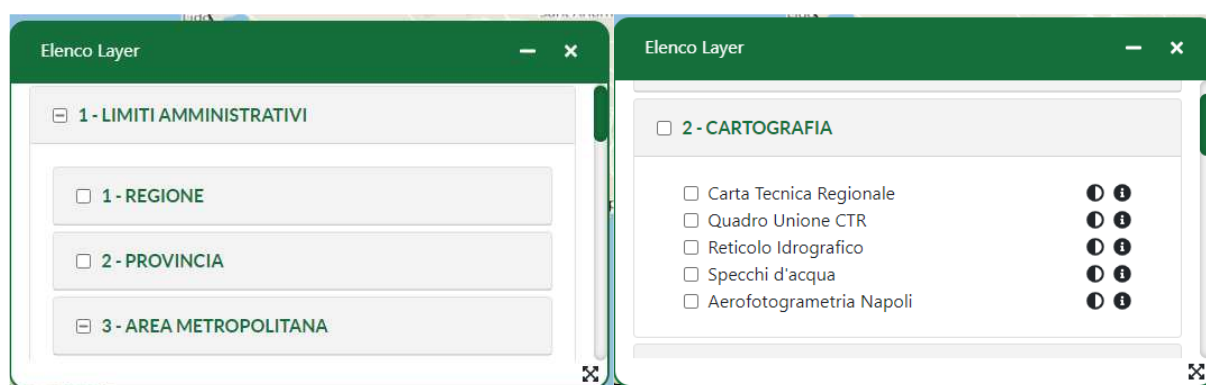 Elenco Layer
1 - LIMITI AMMINISTRATIVI
1 - REGIONE
2 - PROVINCIA
3 - AREA METROPOLITANA
Elenco Layer
2 - CARTOGRAFIA
Carta Tecnica Regionale
Quadro Unione CTR
Reticolo Idrografico
Specchi d'acqua
Aerofotogrametria Napoli